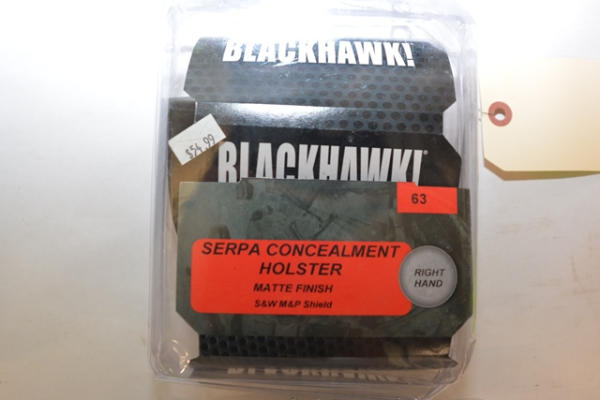 BLACKHAWK!
$54.99
BLACKHAWK!
63
SERPA CONCEALMENT
HOLSTER
MATTE FINISH
S&W M&P Shield
RIGHT
HAND